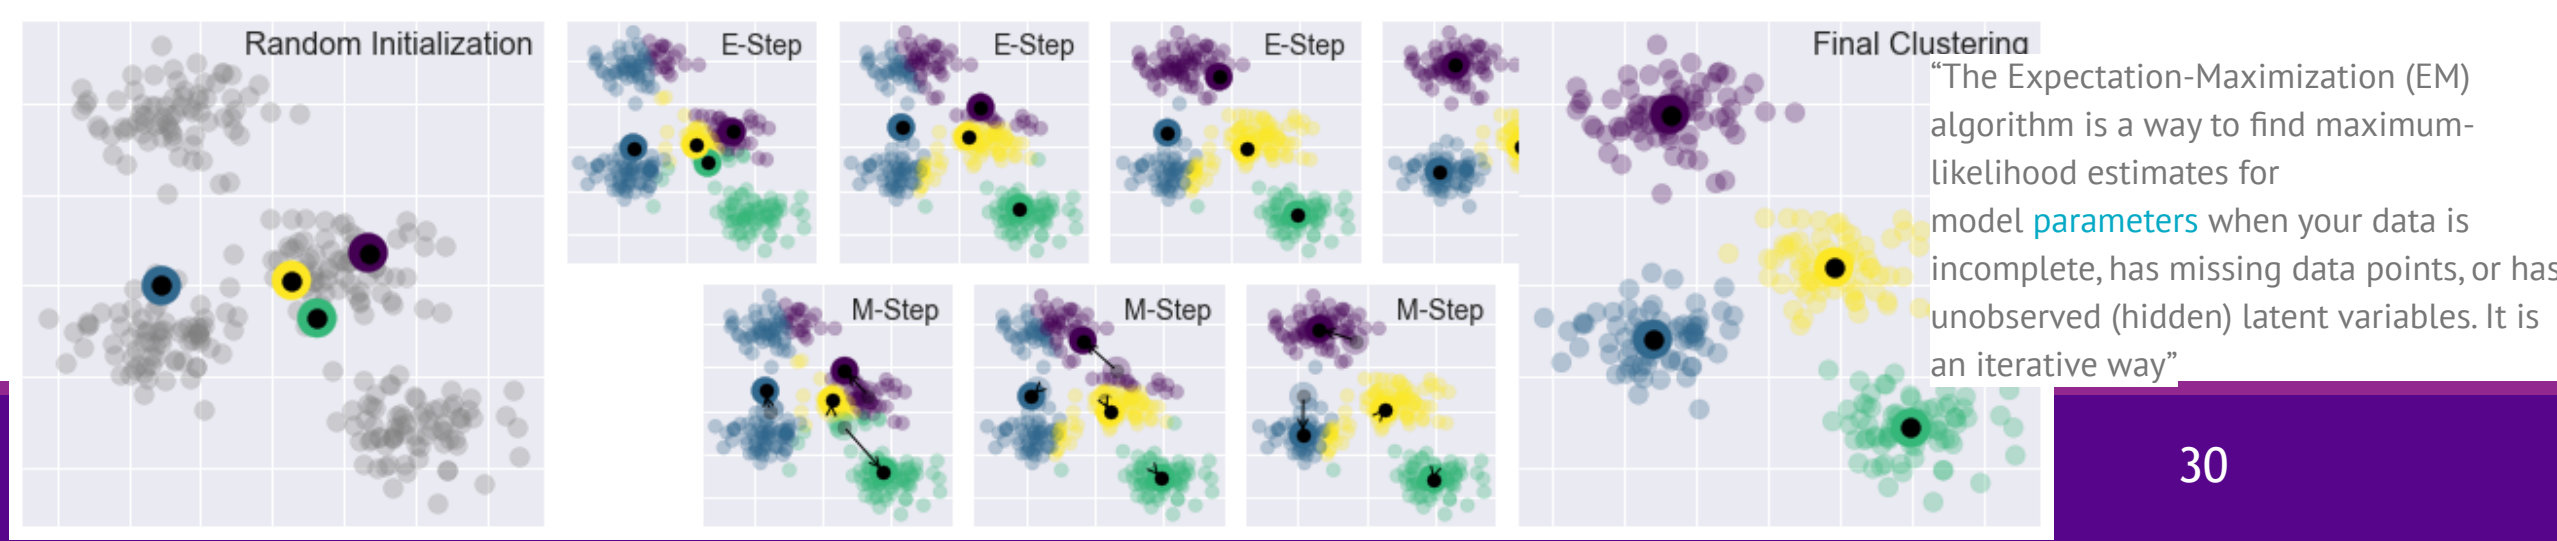 Random Initialization
E-Step
E-Step
E-Step
Final Clustering
M-Step
M-Step
M-Step
“The Expectation-Maximization (EM)
algorithm is a way to find maximum-
likelihood estimates for
model parameters when your data is
incomplete, has missing data points, or has
unobserved (hidden) latent variables. It is
an iterative way”
30